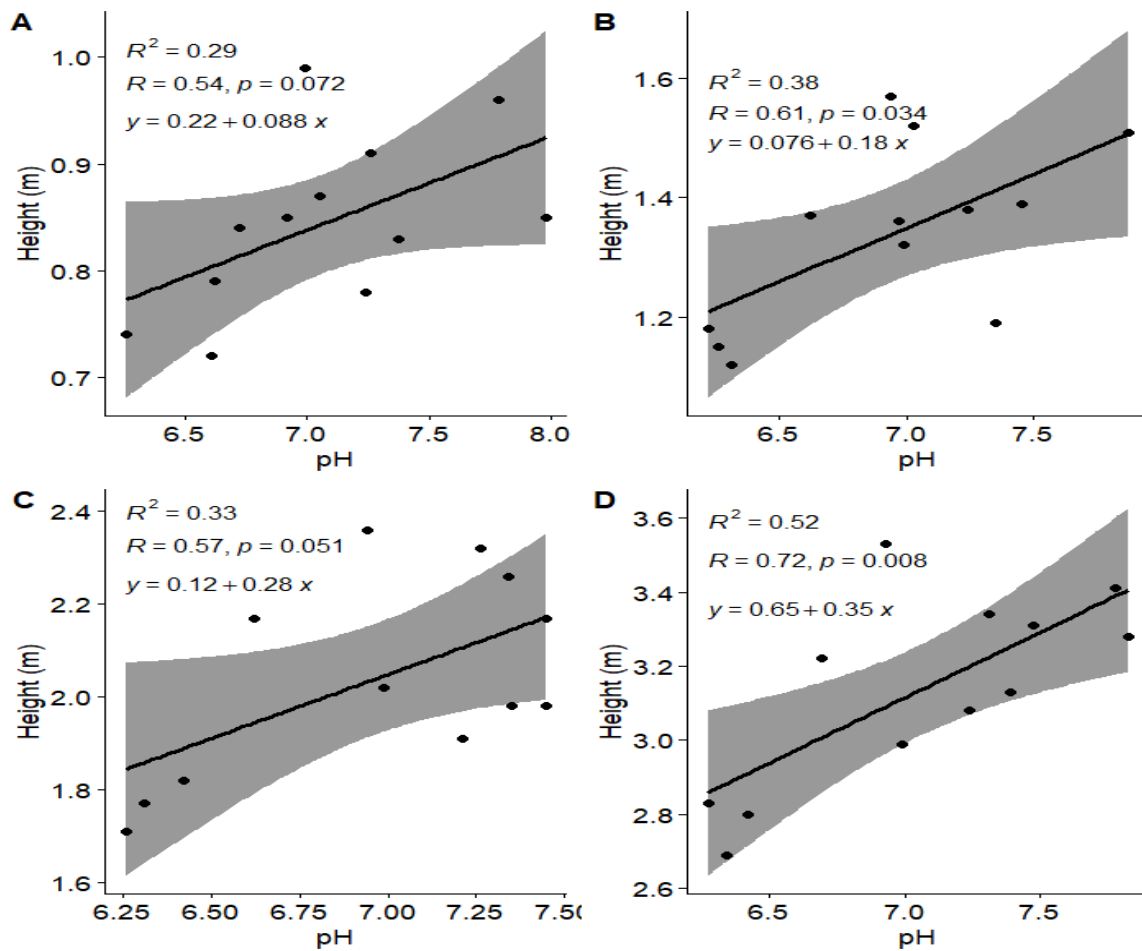 A
R² = 0.29
R = 0.54, p = 0.072
y = 0.22 + 0.088 x
1.0
0.9
0.8
0.7
Height (m)
6.5 7.0 7.5 8.0
pH
B
R² = 0.38
R = 0.61, p = 0.034
y = 0.076 + 0.18 x
1.6
1.4
1.2
Height (m)
6.5 7.0 7.5
pH
C
R² = 0.33
R = 0.57, p = 0.051
y = 0.12 + 0.28 x
2.4
2.2
2.0
1.8
1.6
Height (m)
6.25 6.50 6.75 7.00 7.25 7.50
pH
D
R² = 0.52
R = 0.72, p = 0.008
y = 0.65 + 0.35 x
3.6
3.4
3.2
3.0
2.8
2.6
Height (m)
6.5 7.0 7.5
pH